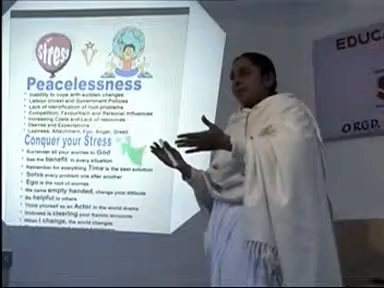 stress
Peacelessness
Inability to cope with sudden changes
Labour Unrest and Government Policies
Lack of identification of root problems
Competition, and Personal influences
Increasing Costs and Lack of resources
Desires and Expectations
Laziness, Attachment, Ego, Anger, Greed
Conquer your Stress
Surrender all your worries to God
See the benefit in every situation
Remember for everything Time is the best solution
Solve every problem one after another
Ego is the root of worries
We came empty handed, change your attitude
Be helpful to others
Think yourself as an Actor in the world drama
Sickness is clearing your Karmic accounts
When I change, the world changes
EDUCA
ORGD.